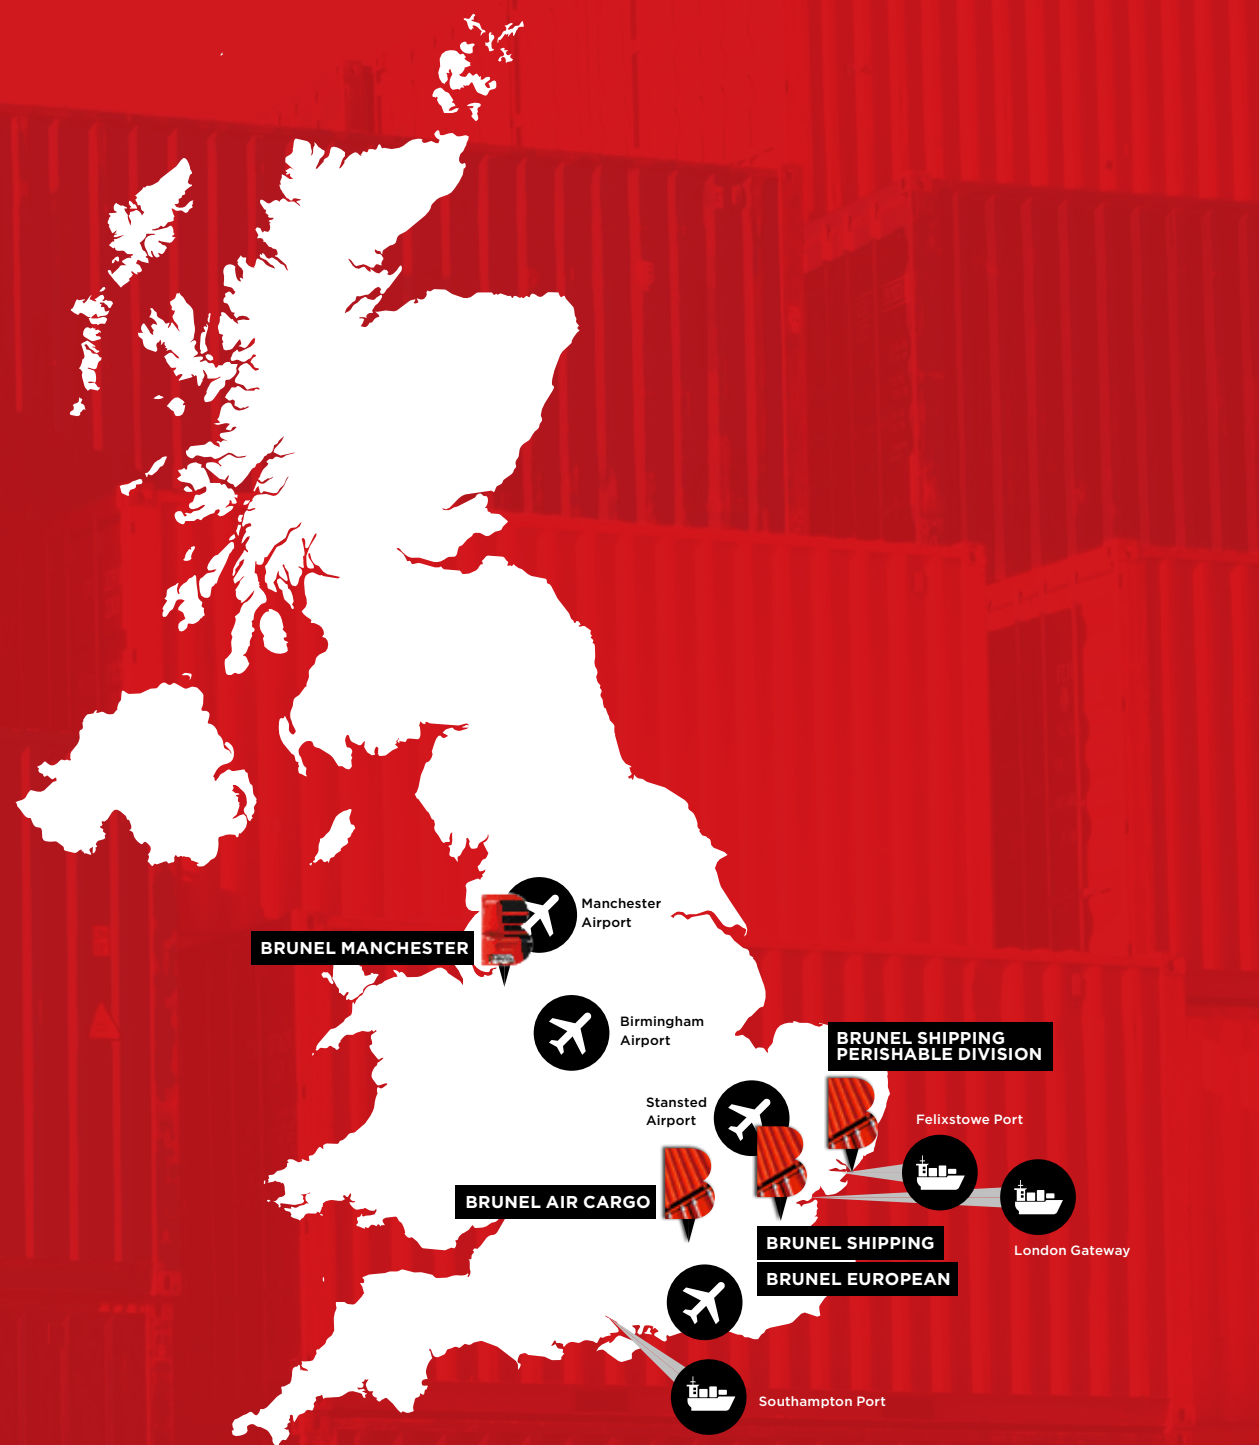 Manchester
Airport
BRUNEL MANCHESTER
Birmingham
Airport
BRUNEL SHIPPING
PERISHABLE DIVISION
Stansted
Airport
Felixstowe Port
BRUNEL AIR CARGO
BRUNEL SHIPPING
London Gateway
BRUNEL EUROPEAN
Southampton Port